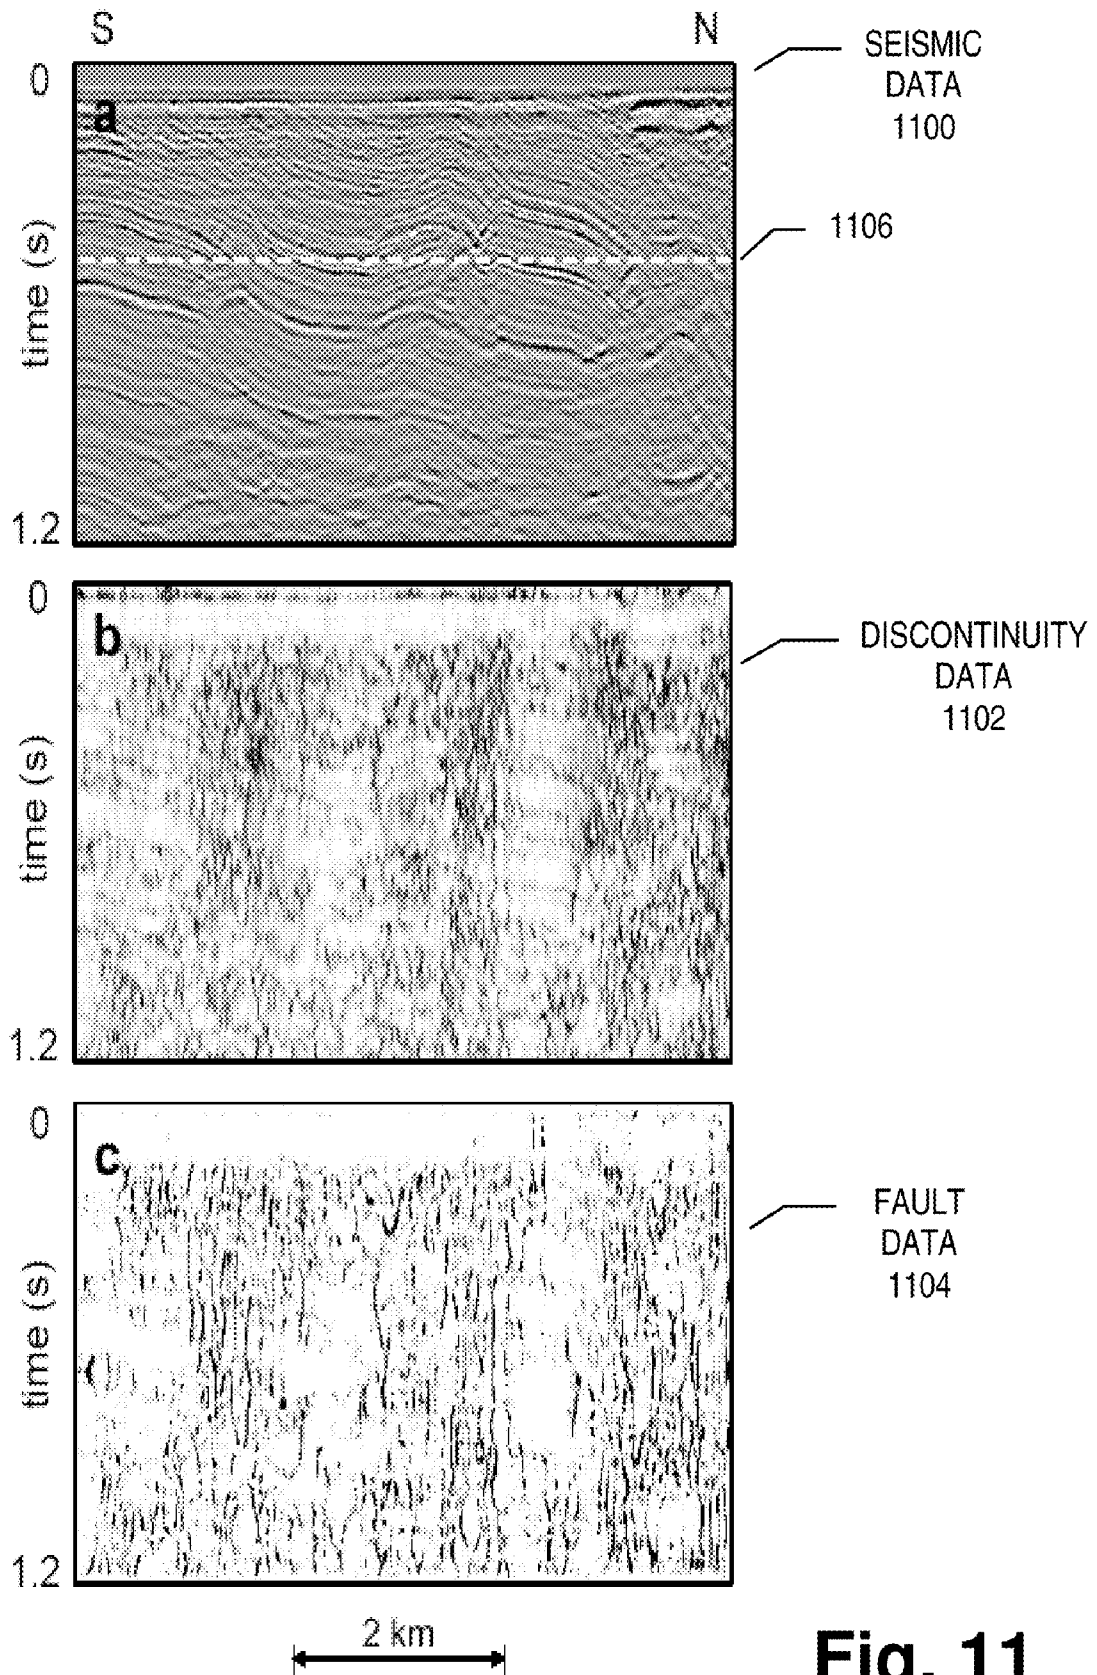 S
N
0
a
time (s)
1.2
SEISMIC
DATA
1100
1106
0
b
time (s)
1.2
DISCONTINUITY
DATA
1102
0
c
time (s)
1.2
FAULT
DATA
1104
2 km
Fig. 11